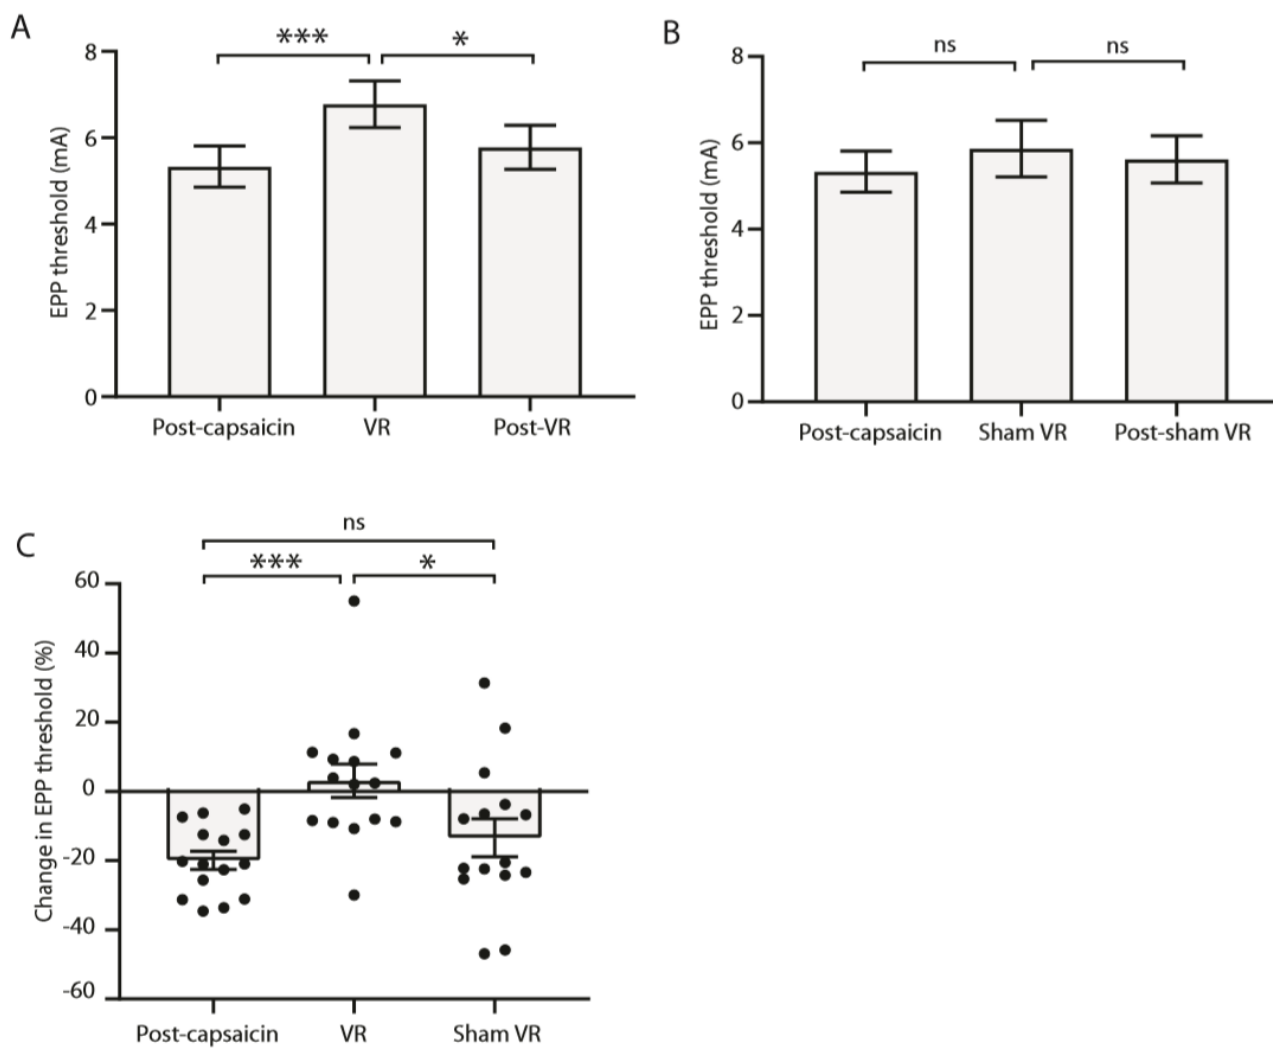 A
*** *
8
6
4
2
0
EPP threshold (mA)
Post-capsaicin VR Post-VR
B
ns ns
8
6
4
2
0
EPP threshold (mA)
Post-capsaicin Sham VR Post-sham VR
C
ns
*** *
60
40
20
0
-20
-40
-60
Change in EPP threshold (%)
Post-capsaicin VR Sham VR